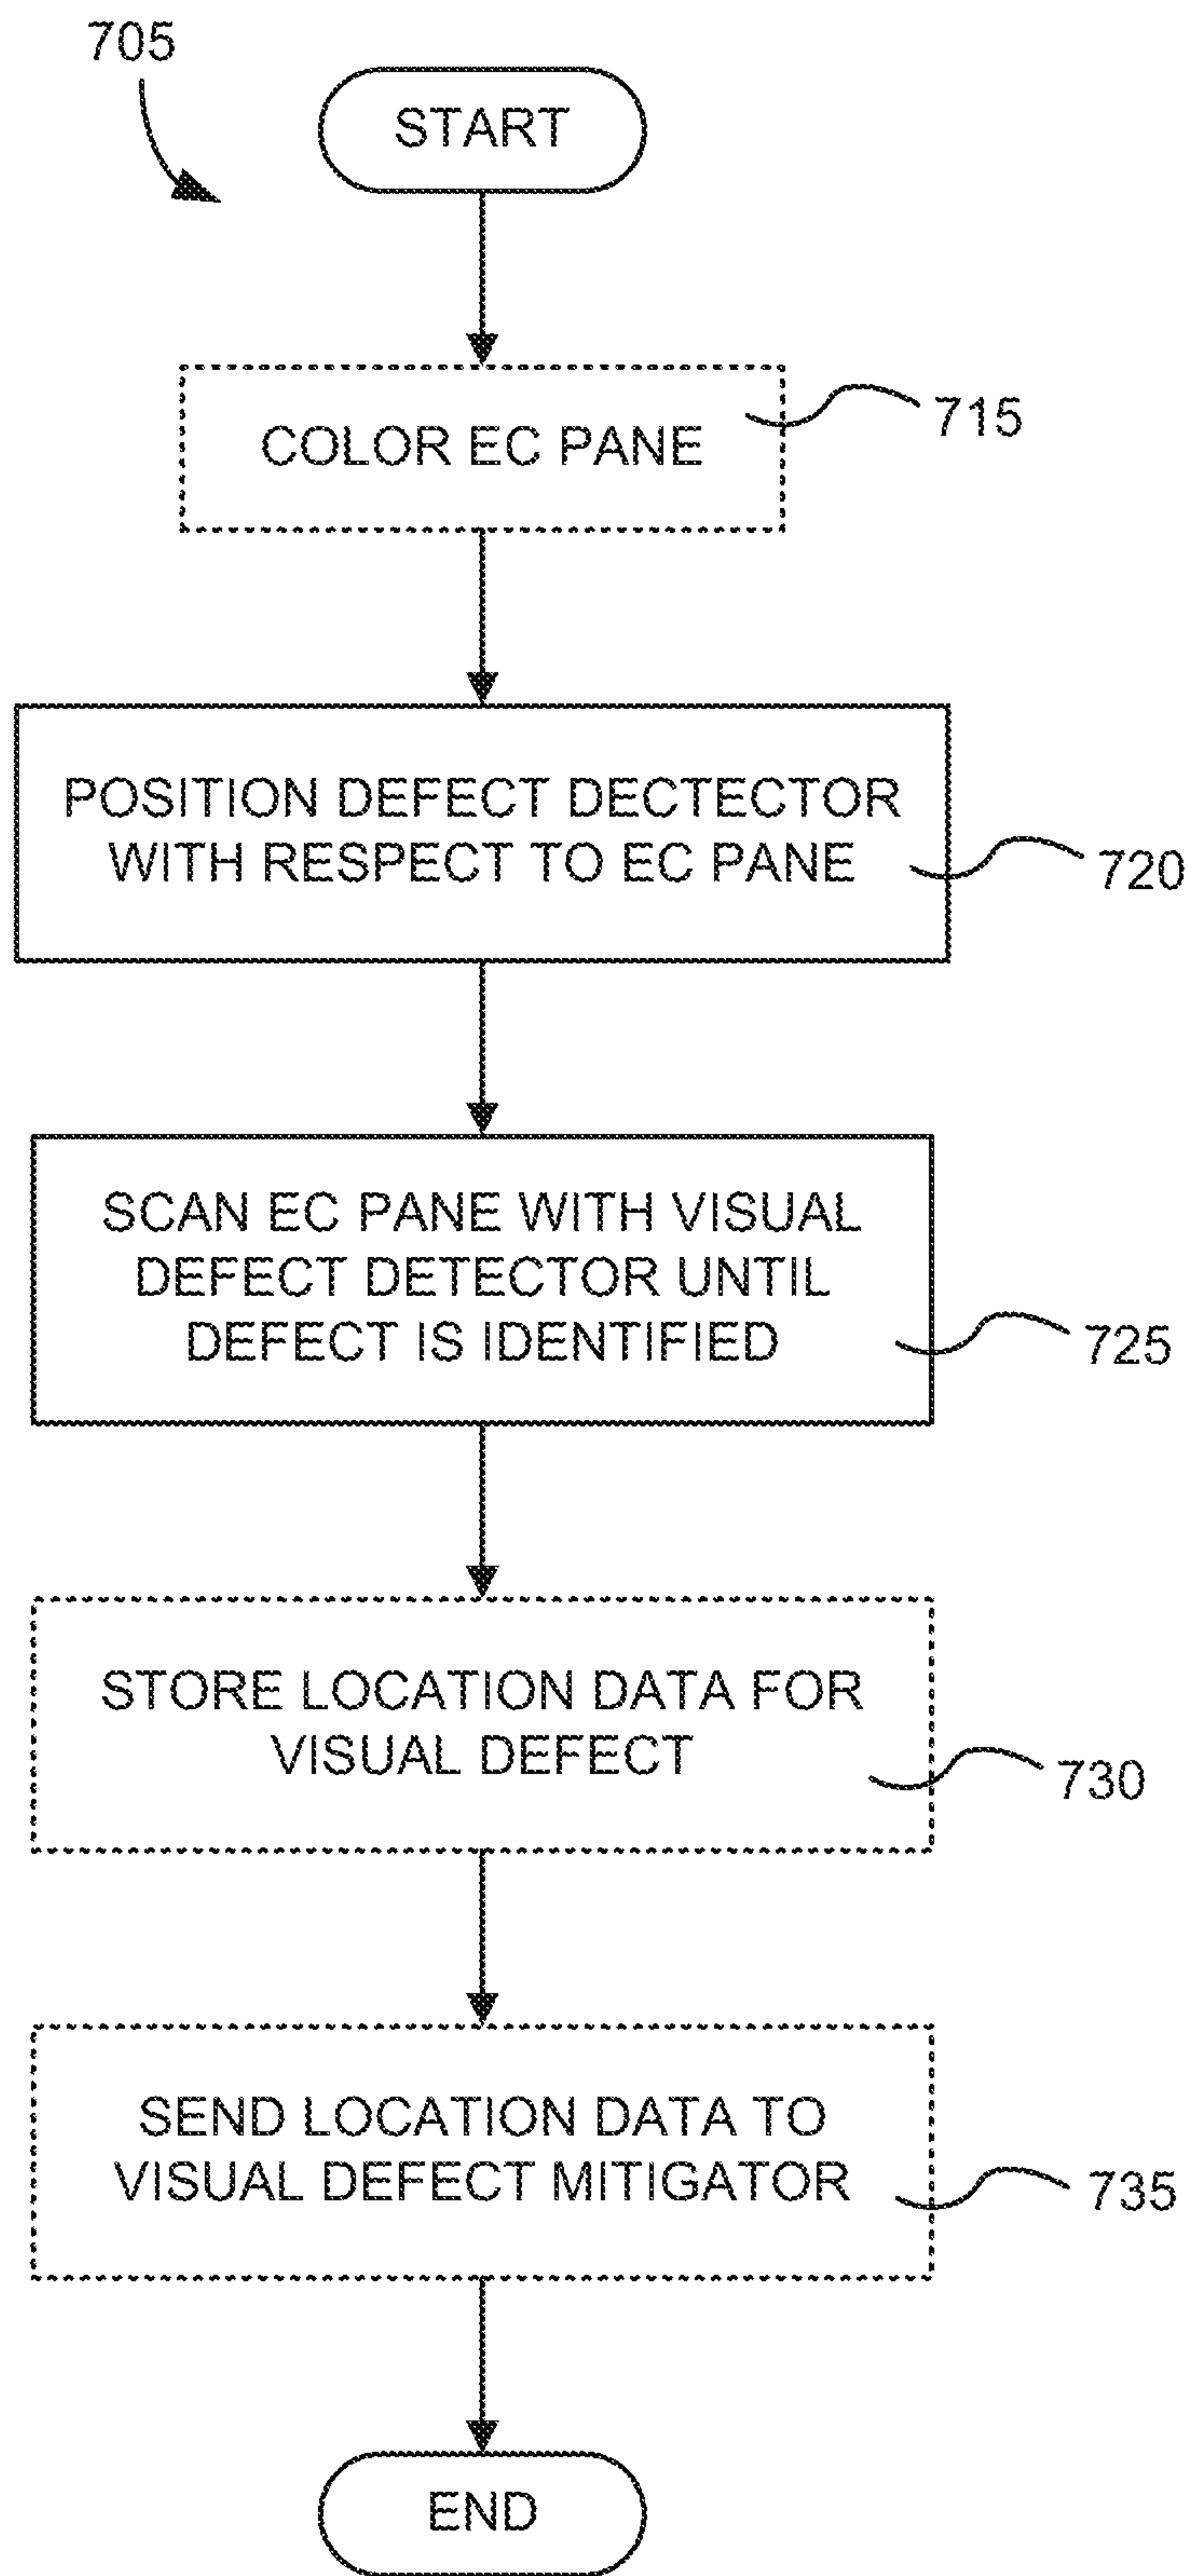 705
START
COLOR EC PANE
715
POSITION DEFECT DECTECTOR
WITH RESPECT TO EC PANE
720
SCAN EC PANE WITH VISUAL
DEFECT DETECTOR UNTIL
DEFECT IS IDENTIFIED
725
STORE LOCATION DATA FOR
VISUAL DEFECT
730
SEND LOCATION DATA TO
VISUAL DEFECT MITIGATOR
735
END